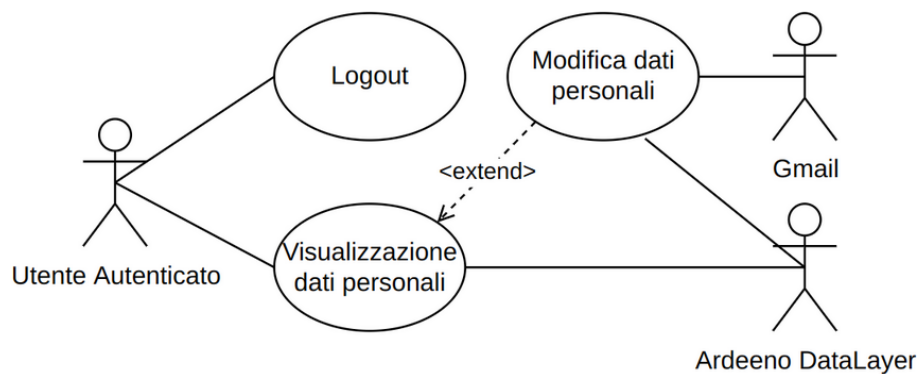 Logout
Modifica dati
personali
Gmail
<extend>
Utente Autenticato
Visualizzazione
dati personali
Ardeeno DataLayer